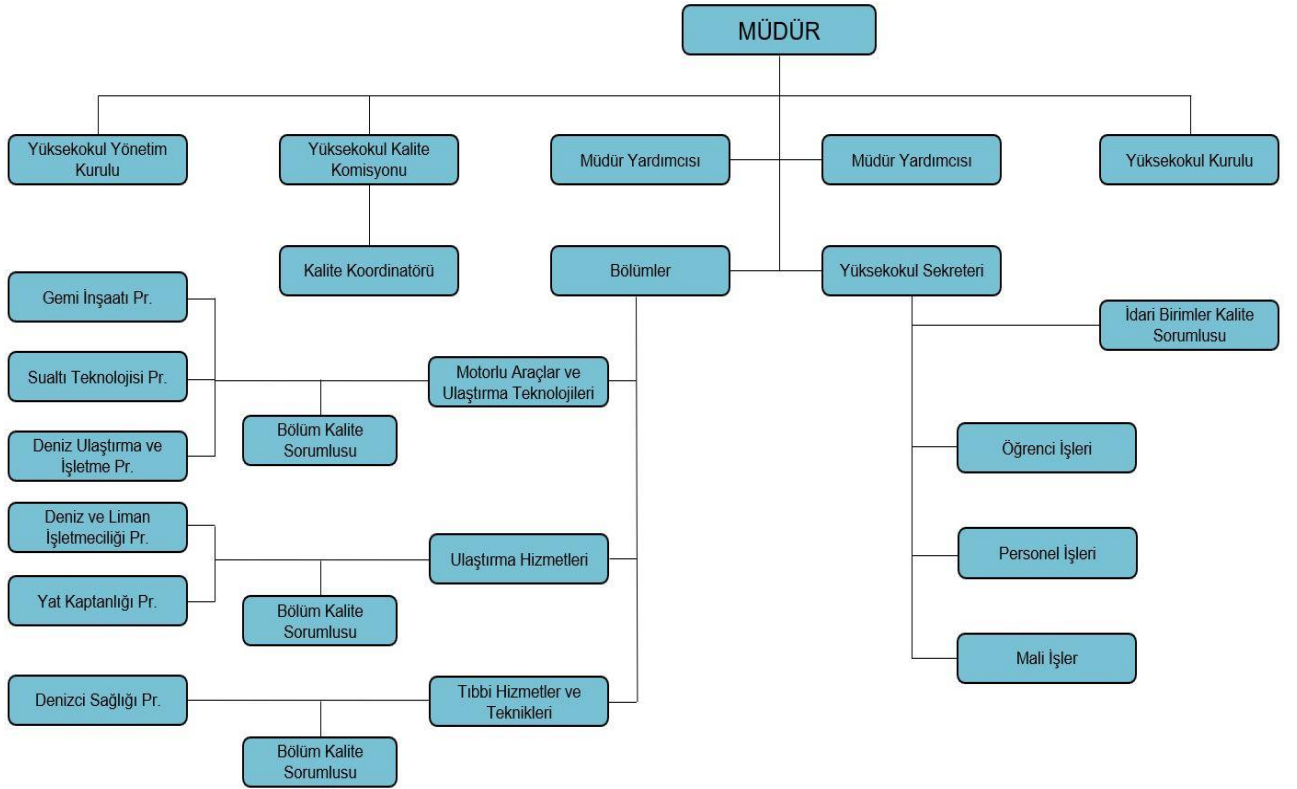 MÜDÜR
Yüksekokul Yönetim
Kurulu
Yüksekokul Kalite
Komisyonu
Müdür Yardımcısı
Müdür Yardımcısı
Yüksekokul Kurulu
Kalite Koordinatörü
Bölümler
Yüksekokul Sekreteri
Gemi İnşaatı Pr.
İdari Birimler Kalite
Sorumlusu
Sualtı Teknolojisi Pr.
Motorlu Araçlar ve
Ulaştırma Teknolojileri
Bölüm Kalite
Sorumlusu
Deniz Ulaştırma ve
İşletme Pr.
Öğrenci İşleri
Deniz ve Liman
İşletmeciliği Pr.
Ulaştırma Hizmetleri
Personel İşleri
Yat Kaptanlığı Pr.
Bölüm Kalite
Sorumlusu
Mali İşler
Denizci Sağlığı Pr.
Tıbbi Hizmetler ve
Teknikleri
Bölüm Kalite
Sorumlusu